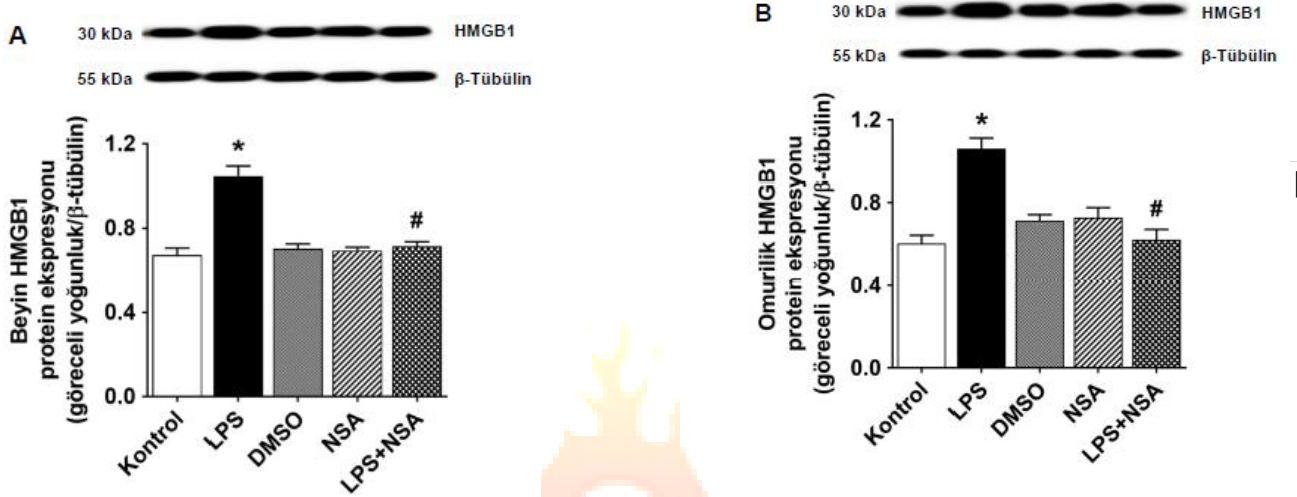 A
30 kDa
HMGB1
55 kDa
β-Tübülin
Beyin HMGB1
protein ekspresyonu
(göreceli yoğunluk/β-tübülin)
1.2
0.8
0.4
0.0
*
#
Kontrol
LPS
DMSO
NSA
LPS+NSA
B
30 kDa
HMGB1
55 kDa
β-Tübülin
Omurilik HMGB1
protein ekspresyonu
(göreceli yoğunluk/β-tübülin)
1.2
0.8
0.4
0.0
*
#
Kontrol
LPS
DMSO
NSA
LPS+NSA